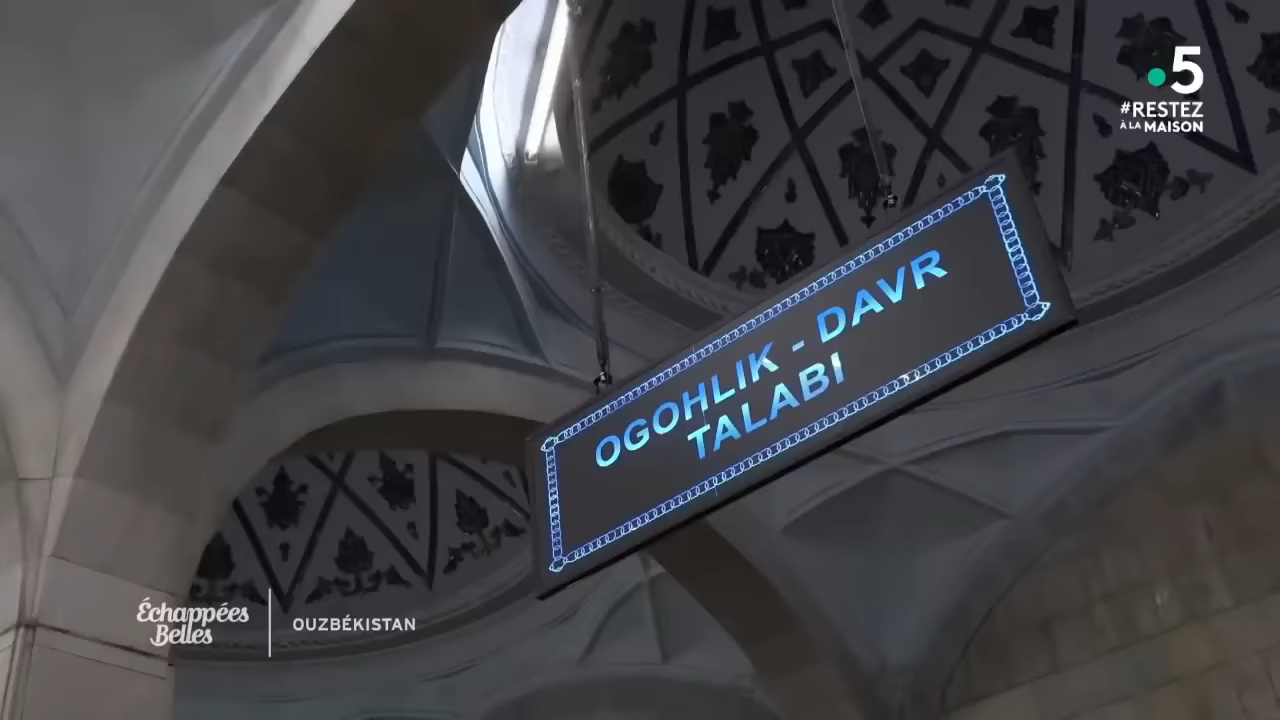 5
#RESTEZ
À LA MAISON
OGOHLIK - DAVR
TALABI
Échappées
Belles
OUZBÉKISTAN